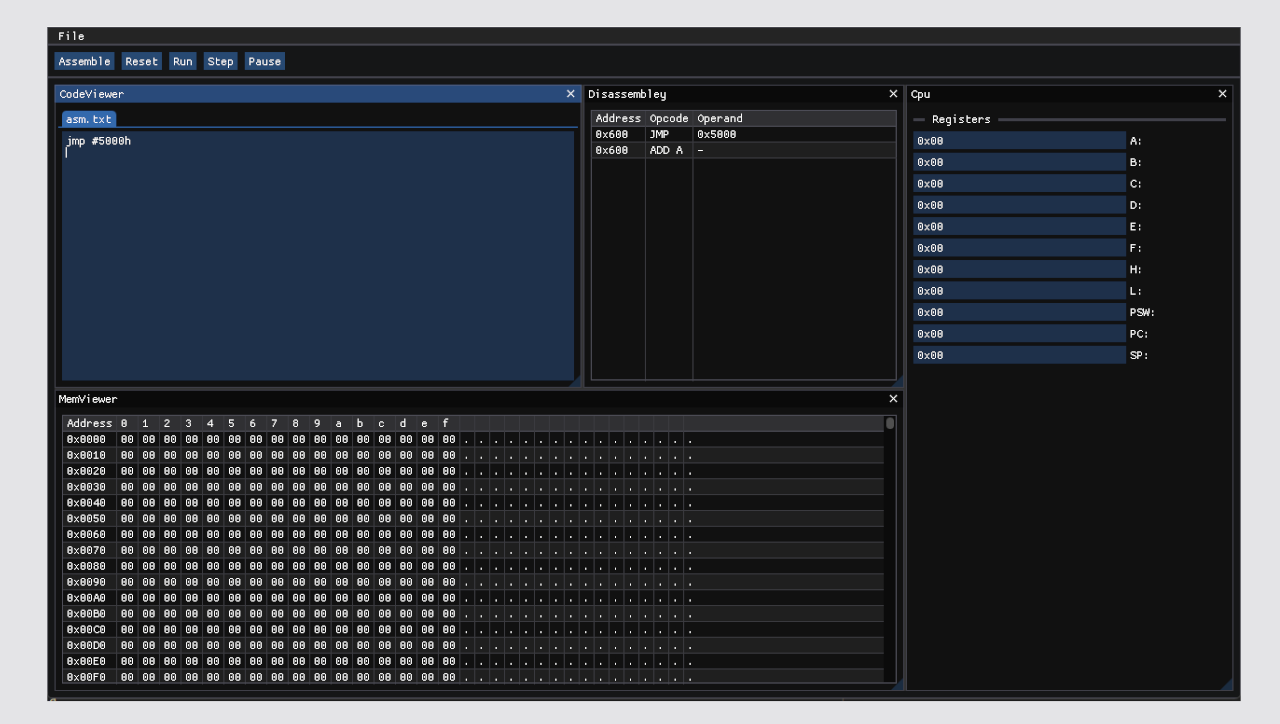 File
Assemble Reset Run Step Pause
CodeViewer
asm.txt
jmp #5000h
Disassembley
Address Opcode Operand
0x600 JMP 0x5000
0x600 ADD A -
Cpu
Registers
0x00 A:
0x00 B:
0x00 C:
0x00 D:
0x00 E:
0x00 F:
0x00 H:
0x00 L:
0x00 PSW:
0x00 PC:
0x00 SP:
MemViewer
Address 0 1 2 3 4 5 6 7 8 9 a b c d e f
0x0000 00 00 00 00 00 00 00 00 00 00 00 00 00 00 00 00 . . . . . . . . . . . . . . . .
0x0010 00 00 00 00 00 00 00 00 00 00 00 00 00 00 00 00 . . . . . . . . . . . . . . . .
0x0020 00 00 00 00 00 00 00 00 00 00 00 00 00 00 00 00 . . . . . . . . . . . . . . . .
0x0030 00 00 00 00 00 00 00 00 00 00 00 00 00 00 00 00 . . . . . . . . . . . . . . . .
0x0040 00 00 00 00 00 00 00 00 00 00 00 00 00 00 00 00 . . . . . . . . . . . . . . . .
0x0050 00 00 00 00 00 00 00 00 00 00 00 00 00 00 00 00 . . . . . . . . . . . . . . . .
0x0060 00 00 00 00 00 00 00 00 00 00 00 00 00 00 00 00 . . . . . . . . . . . . . . . .
0x0070 00 00 00 00 00 00 00 00 00 00 00 00 00 00 00 00 . . . . . . . . . . . . . . . .
0x0080 00 00 00 00 00 00 00 00 00 00 00 00 00 00 00 00 . . . . . . . . . . . . . . . .
0x0090 00 00 00 00 00 00 00 00 00 00 00 00 00 00 00 00 . . . . . . . . . . . . . . . .
0x00A0 00 00 00 00 00 00 00 00 00 00 00 00 00 00 00 00 . . . . . . . . . . . . . . . .
0x00B0 00 00 00 00 00 00 00 00 00 00 00 00 00 00 00 00 . . . . . . . . . . . . . . . .
0x00C0 00 00 00 00 00 00 00 00 00 00 00 00 00 00 00 00 . . . . . . . . . . . . . . . .
0x00D0 00 00 00 00 00 00 00 00 00 00 00 00 00 00 00 00 . . . . . . . . . . . . . . . .
0x00E0 00 00 00 00 00 00 00 00 00 00 00 00 00 00 00 00 . . . . . . . . . . . . . . . .
0x00F0 00 00 00 00 00 00 00 00 00 00 00 00 00 00 00 00 . . . . . . . . . . . . . . . .